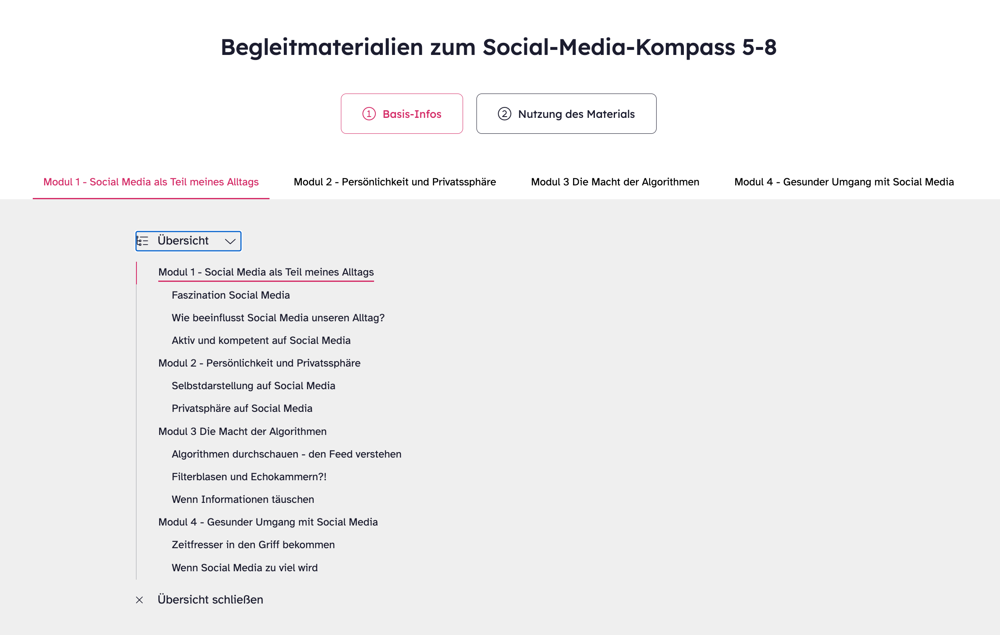 Begleitmaterialien zum Social-Media-Kompass 5-8
1 Basis-Infos
2 Nutzung des Materials
Modul 1 - Social Media als Teil meines Alltags
Modul 2 - Persönlichkeit und Privatssphäre
Modul 3 Die Macht der Algorithmen
Modul 4 - Gesunder Umgang mit Social Media
Übersicht
Modul 1 - Social Media als Teil meines Alltags
Faszination Social Media
Wie beeinflusst Social Media unseren Alltag?
Aktiv und kompetent auf Social Media
Modul 2 - Persönlichkeit und Privatssphäre
Selbstdarstellung auf Social Media
Privatsphäre auf Social Media
Modul 3 Die Macht der Algorithmen
Algorithmen durchschauen - den Feed verstehen
Filterblasen und Echokammern?!
Wenn Informationen täuschen
Modul 4 - Gesunder Umgang mit Social Media
Zeitfresser in den Griff bekommen
Wenn Social Media zu viel wird
Übersicht schließen